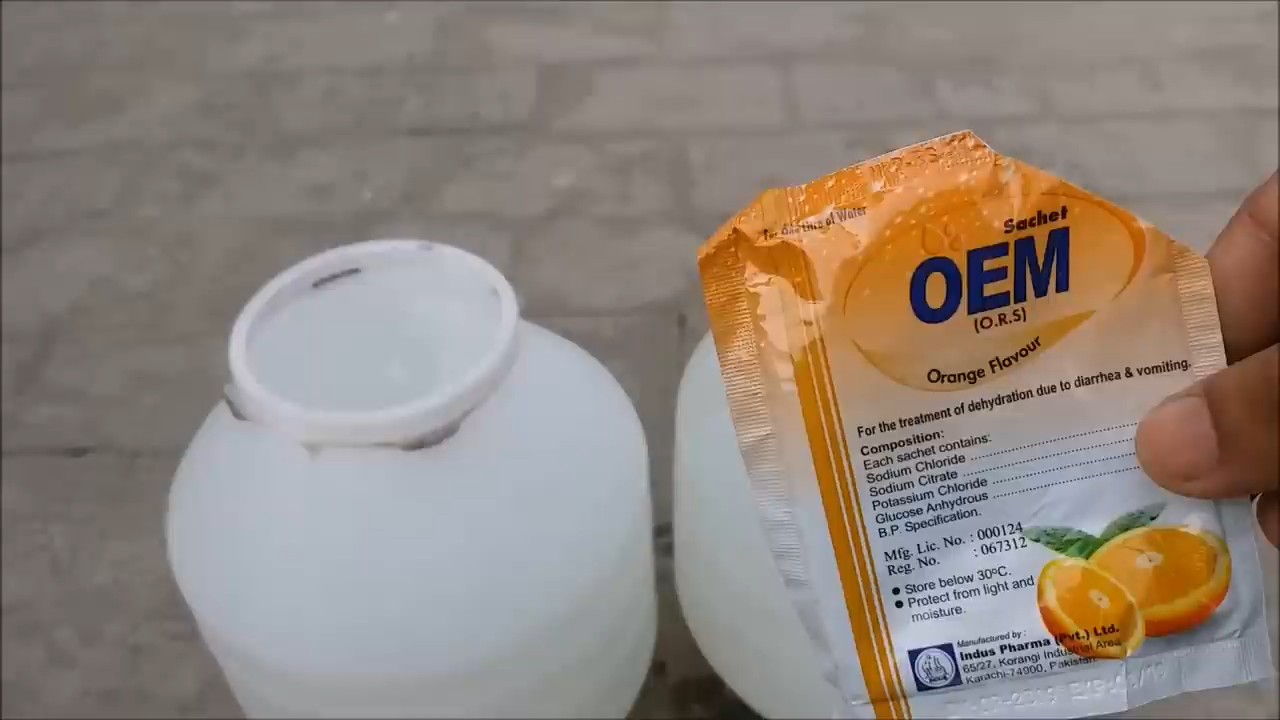 For One litre of Water
Sachet
OEM
(O.R.S)
Orange Flavour
For the treatment of dehydration due to diarrhea & vomiting.
Composition:
Each sachet contains:
Sodium Chloride
Sodium Citrate
Potassium Chloride
Glucose Anhydrous
B.P. Specification.
Mfg. Lic. No. : 000124
Reg. No. : 067312
● Store below 30ºC.
● Protect from light and
moisture.
Manufactured by :
Indus Pharma (Pvt.) Ltd.
65/27, Korangi Industrial Area
Karachi-74900, Pakistan.